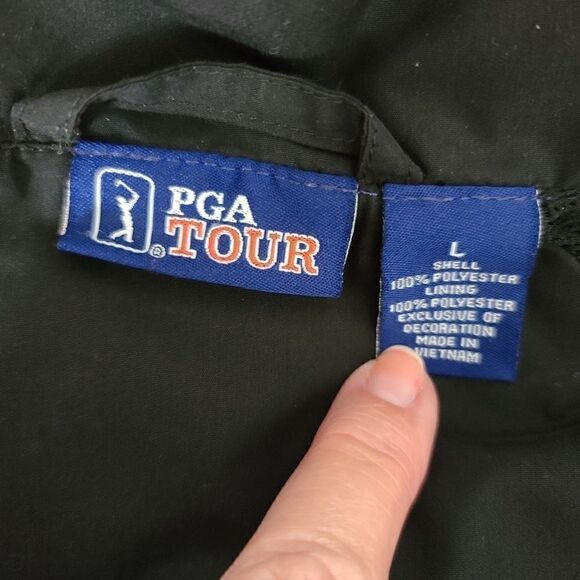 PGA
TOUR
®
L
SHELL
100% POLYESTER
LINING
100% POLYESTER
EXCLUSIVE OF
DECORATION
MADE IN
VIETNAM